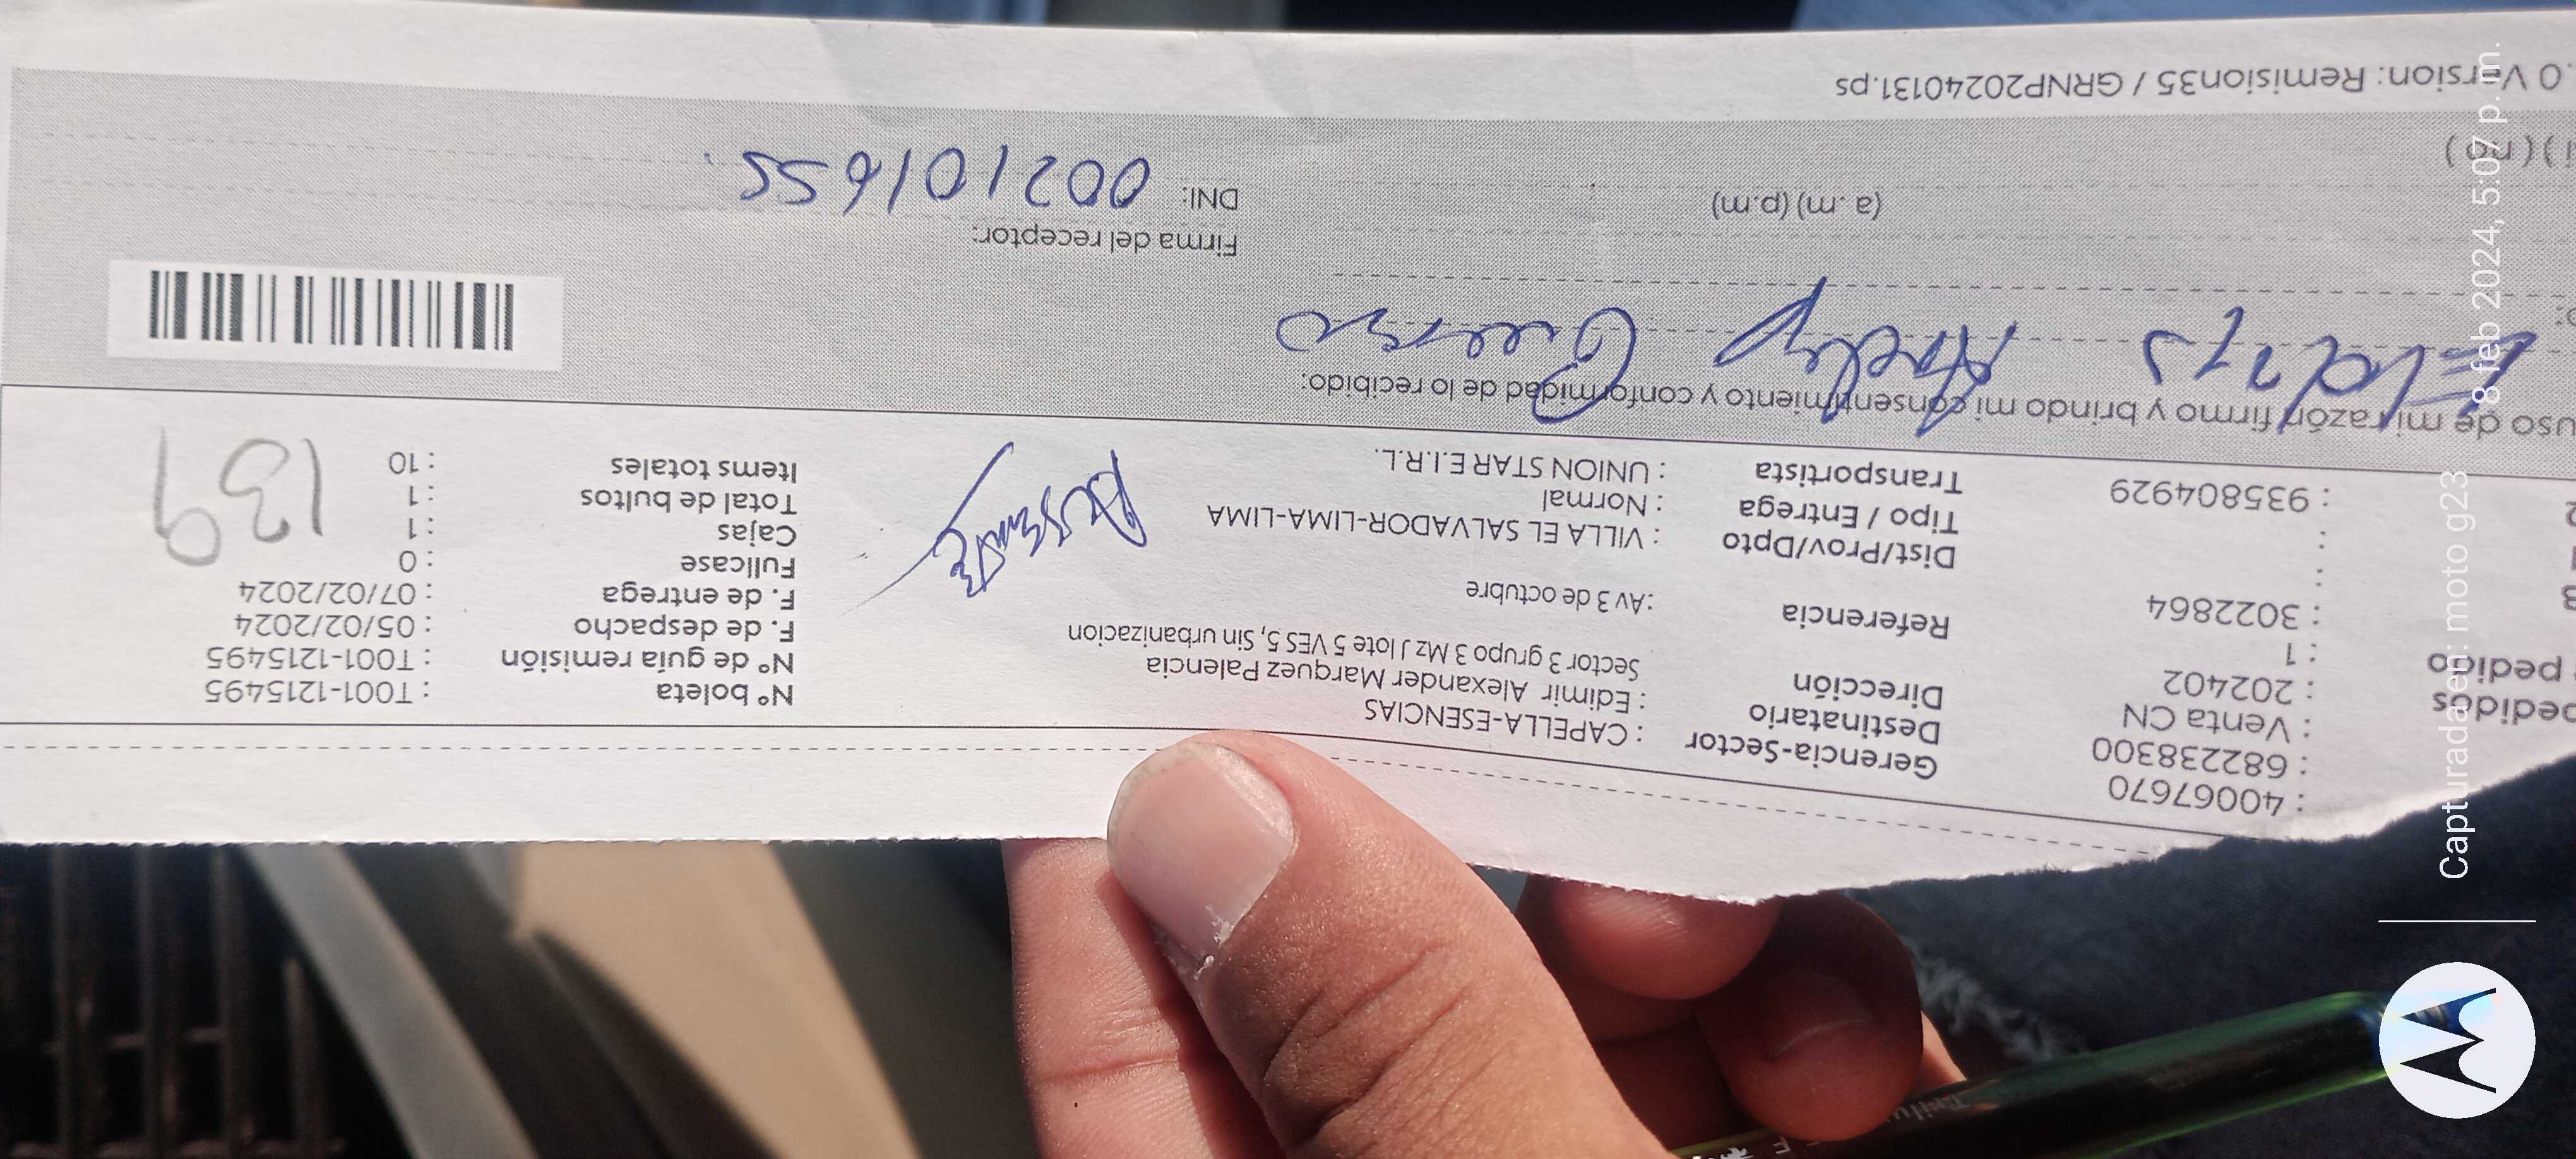 : 40067670
: 682238300
pedidos : Venta CN
pedido : 202402
: 1
: 3022864
:
:
: 935804929
Gerencia-Sector : CAPELLA-ESENCIAS
Destinatario : Edimir Alexander Marquez Palencia
Dirección Sector 3 grupo 3 Mz J lote 5 VES 5, Sin urbanizacion
Referencia : Av 3 de octubre
Dist/Prov/Dpto : VILLA EL SALVADOR-LIMA-LIMA
Tipo / Entrega : Normal
Transportista : UNION STAR E.I.R.L.
N° boleta : T001-1215495
N° de guía remisión : T001-1215495
F. de despacho : 05/02/2024
F. de entrega : 07/02/2024
Fullcase : 0
Cajas : 1
Total de bultos : 1
Items totales : 10
139
uso de mi razón firmo y brindo mi consentimiento y conformidad de lo recibido:
Firma del receptor:
(a. m) (p.m)
DNI: 002101655
) ( no )
.0 Version: Remision35 / GRNP20240131.ps
Capturada en: moto g23
8 feb 2024, 5:07 p. m.